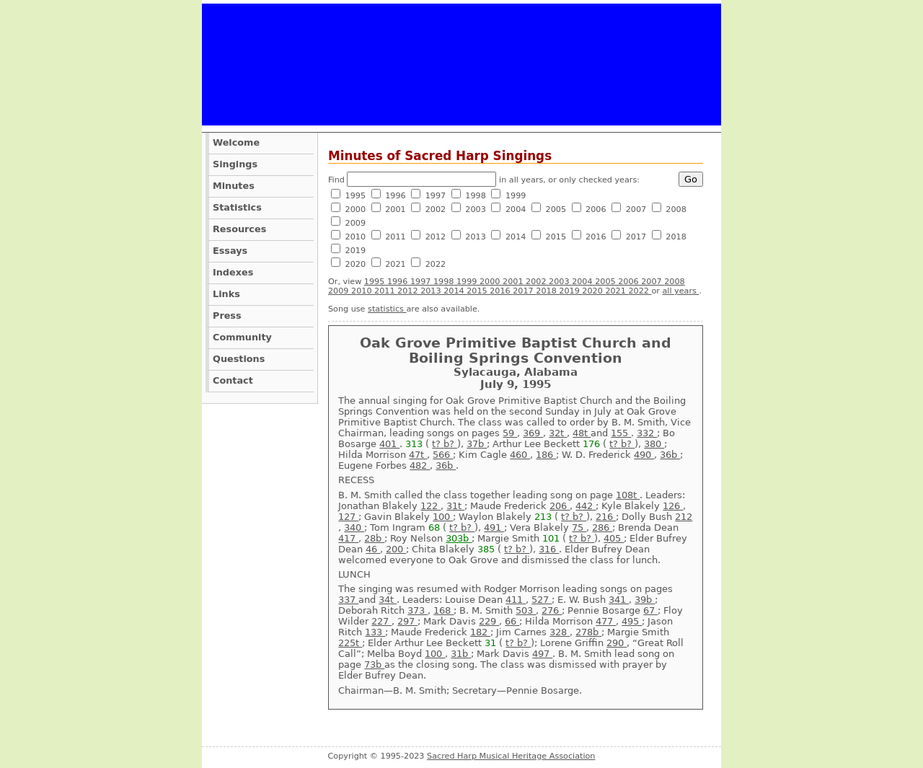 Welcome
Singings
Minutes
Statistics
Resources
Essays
Indexes
Links
Press
Community
Questions
Contact
Minutes of Sacred Harp Singings
Find in all years, or only checked years: Go
1995 1996 1997 1998 1999
2000 2001 2002 2003 2004 2005 2006 2007 2008
2009
2010 2011 2012 2013 2014 2015 2016 2017 2018
2019
2020 2021 2022
Or, view 1995 1996 1997 1998 1999 2000 2001 2002 2003 2004 2005 2006 2007 2008
2009 2010 2011 2012 2013 2014 2015 2016 2017 2018 2019 2020 2021 2022 or all years .
Song use statistics are also available.
Oak Grove Primitive Baptist Church and
Boiling Springs Convention
Sylacauga, Alabama
July 9, 1995
The annual singing for Oak Grove Primitive Baptist Church and the Boiling
Springs Convention was held on the second Sunday in July at Oak Grove
Primitive Baptist Church. The class was called to order by B. M. Smith, Vice
Chairman, leading songs on pages 59 , 369 , 32t , 48t and 155 . 332 ; Bo
Bosarge 401 . 313 ( t? b? ), 37b ; Arthur Lee Beckett 176 ( t? b? ), 380 ;
Hilda Morrison 47t , 566 ; Kim Cagle 460 , 186 ; W. D. Frederick 490 , 36b ;
Eugene Forbes 482 , 36b .
RECESS
B. M. Smith called the class together leading song on page 108t . Leaders:
Jonathan Blakely 122 , 31t ; Maude Frederick 206 , 442 ; Kyle Blakely 126 ,
127 ; Gavin Blakely 100 ; Waylon Blakely 213 ( t? b? ), 216 ; Dolly Bush 212
, 340 ; Tom Ingram 68 ( t? b? ), 491 ; Vera Blakely 75 , 286 ; Brenda Dean
417 , 28b ; Roy Nelson 303b ; Margie Smith 101 ( t? b? ), 405 ; Elder Bufrey
Dean 46 , 200 ; Chita Blakely 385 ( t? b? ), 316 . Elder Bufrey Dean
welcomed everyone to Oak Grove and dismissed the class for lunch.
LUNCH
The singing was resumed with Rodger Morrison leading songs on pages
337 and 34t . Leaders: Louise Dean 411 , 527 ; E. W. Bush 341 , 39b ;
Deborah Ritch 373 , 168 ; B. M. Smith 503 , 276 ; Pennie Bosarge 67 ; Floy
Wilder 227 , 297 ; Mark Davis 229 , 66 ; Hilda Morrison 477 , 495 ; Jason
Ritch 133 ; Maude Frederick 182 ; Jim Carnes 328 , 278b ; Margie Smith
225t ; Elder Arthur Lee Beckett 31 ( t? b? ); Lorene Griffin 290 , “Great Roll
Call”; Melba Boyd 100 , 31b ; Mark Davis 497 . B. M. Smith lead song on
page 73b as the closing song. The class was dismissed with prayer by
Elder Bufrey Dean.
Chairman—B. M. Smith; Secretary—Pennie Bosarge.
Copyright © 1995-2023 Sacred Harp Musical Heritage Association